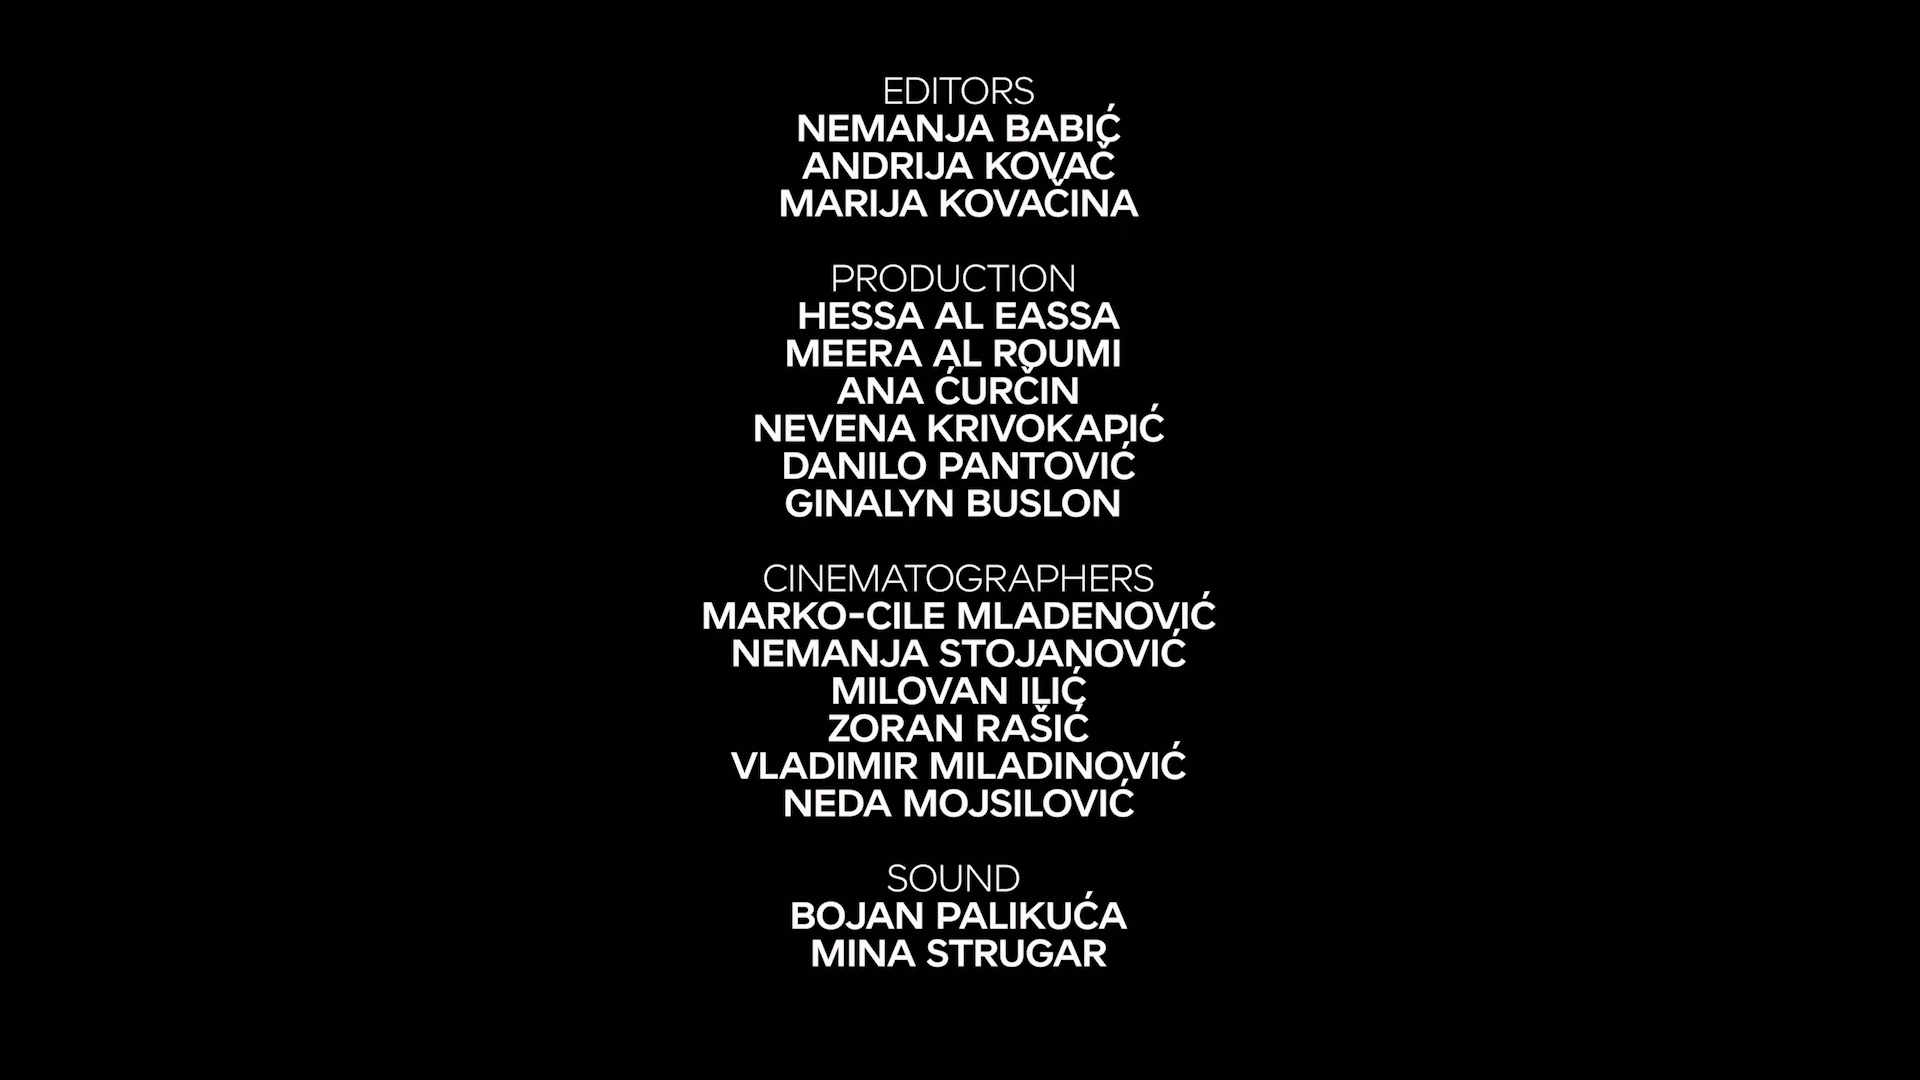 EDITORS
NEMANJA BABIĆ
ANDRIJA KOVAČ
MARIJA KOVAČINA
PRODUCTION
HESSA AL EASSA
MEERA AL ROUMI
ANA ĆURČIN
NEVENA KRIVOKAPIĆ
DANILO PANTOVIĆ
GINALYN BUSLON
CINEMATOGRAPHERS
MARKO-CILE MLADENOVIĆ
NEMANJA STOJANOVIĆ
MILOVAN ILIĆ
ZORAN RAŠIĆ
VLADIMIR MILADINOVIĆ
NEDA MOJSILOVIĆ
SOUND
BOJAN PALIKUĆA
MINA STRUGAR